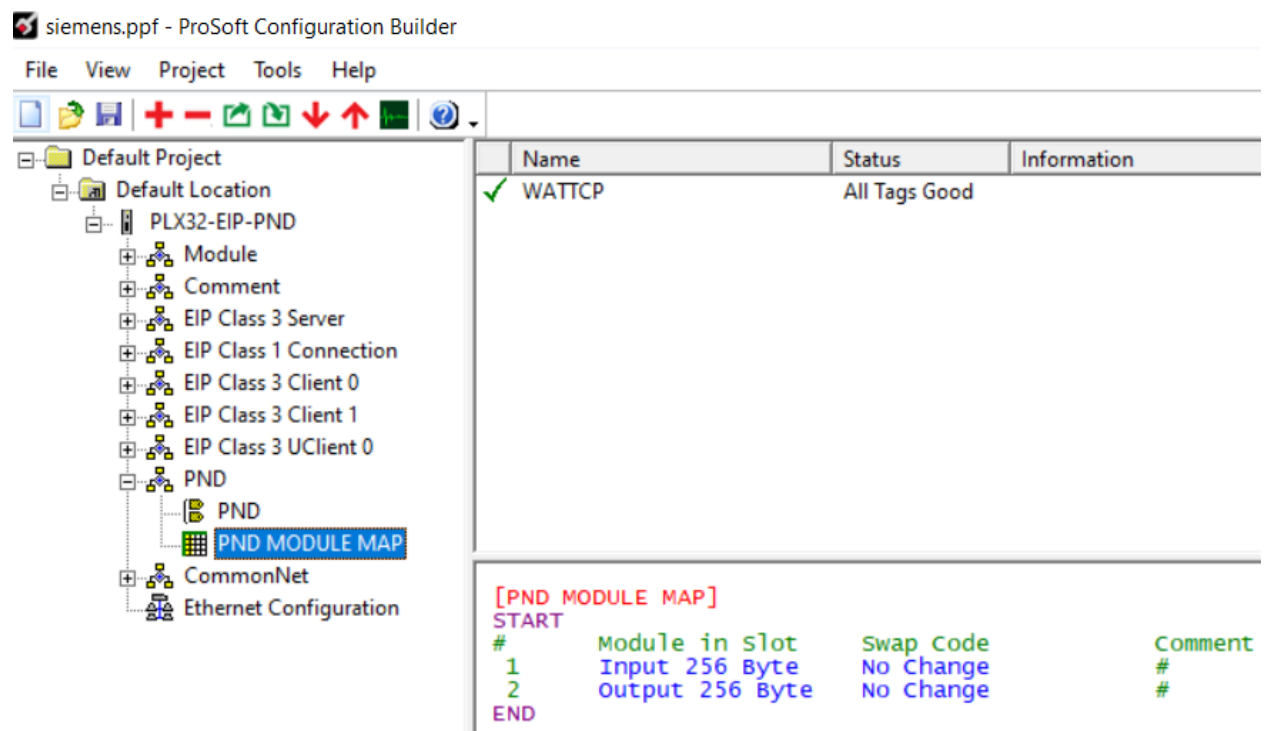 siemens.ppf - ProSoft Configuration Builder
File View Project Tools Help
Default Project
Default Location
PLX32-EIP-PND
Module
Comment
EIP Class 3 Server
EIP Class 1 Connection
EIP Class 3 Client 0
EIP Class 3 Client 1
EIP Class 3 UClient 0
PND
PND
PND MODULE MAP
CommonNet
Ethernet Configuration
Name Status Information
WATTCP All Tags Good
[PND MODULE MAP]
START
# Module in Slot Swap Code Comment
1 Input 256 Byte No Change #
2 Output 256 Byte No Change #
END